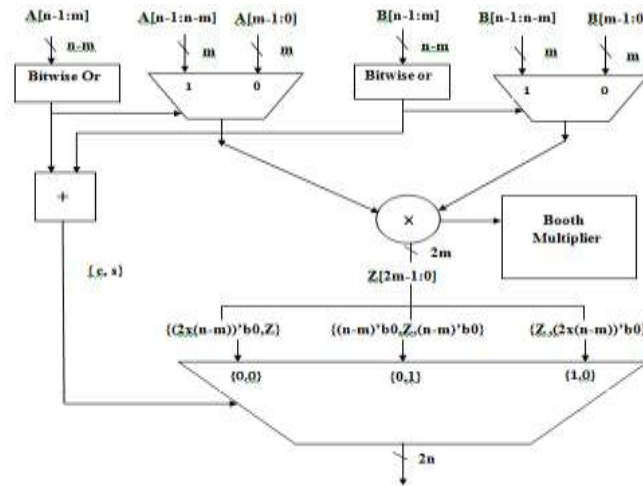 A[n-1:m] A[n-1:n-m] A[m-1:0] B[n-1:m] B[n-1:n-m] B[m-1:0]
n-m m m n-m m m
Bitwise Or 1 0 Bitwise or 1 0
+ × Booth
Multiplier
2m
{c, s} Z[2m-1:0]
{(2x(n-m))'b0,Z} {(n-m)'b0,Z,(n-m)'b0} {Z,(2x(n-m))'b0}
{0,0} {0,1] {1,0}
2n